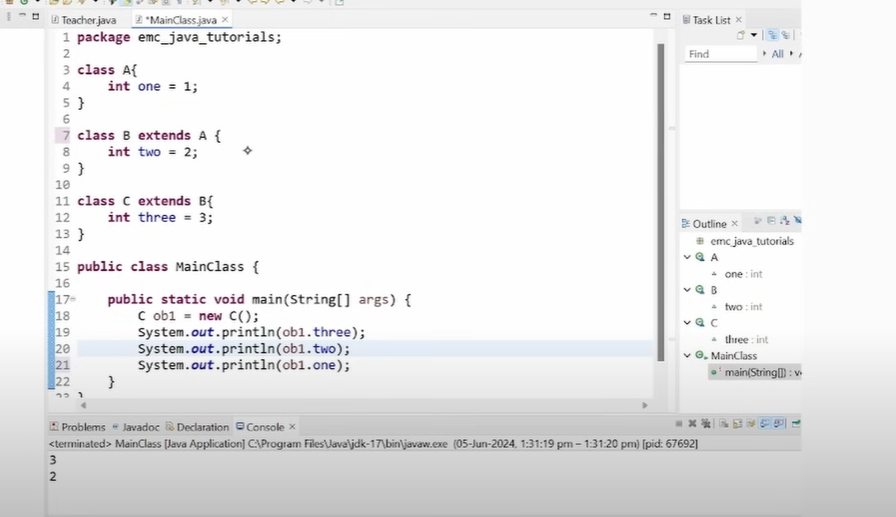 Teacher.java
*MainClass.java
Task List
1 package emc_java_tutorials;
2
3 class A{
4 int one = 1;
5 }
6
7 class B extends A {
8 int two = 2;
9 }
10
11 class C extends B{
12 int three = 3;
13 }
14
15 public class MainClass {
16
17 public static void main(String[] args) {
18 C ob1 = new C();
19 System.out.println(ob1.three);
20 System.out.println(ob1.two);
21 System.out.println(ob1.one);
22 }
23 }
Find
All
Outline
emc_java_tutorials
A
one : int
B
two : int
C
three : int
MainClass
main(String[]) : v
Problems
Javadoc
Declaration
Console
<terminated> MainClass [Java Application] C:\Program Files\Java\jdk-17\bin\javaw.exe (05-Jun-2024, 1:31:19 pm – 1:31:20 pm) [pid: 67692]
3
2